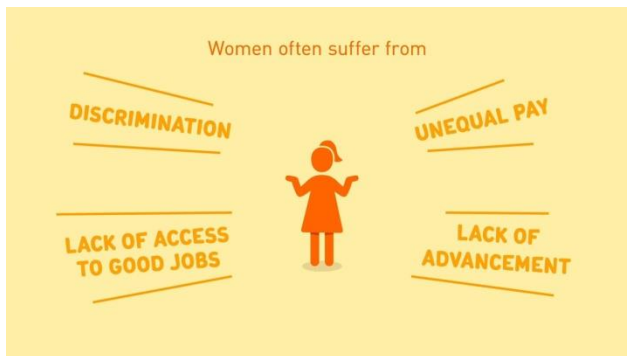 Women often suffer from
DISCRIMINATION
UNEQUAL PAY
LACK OF ACCESS
TO GOOD JOBS
LACK OF
ADVANCEMENT